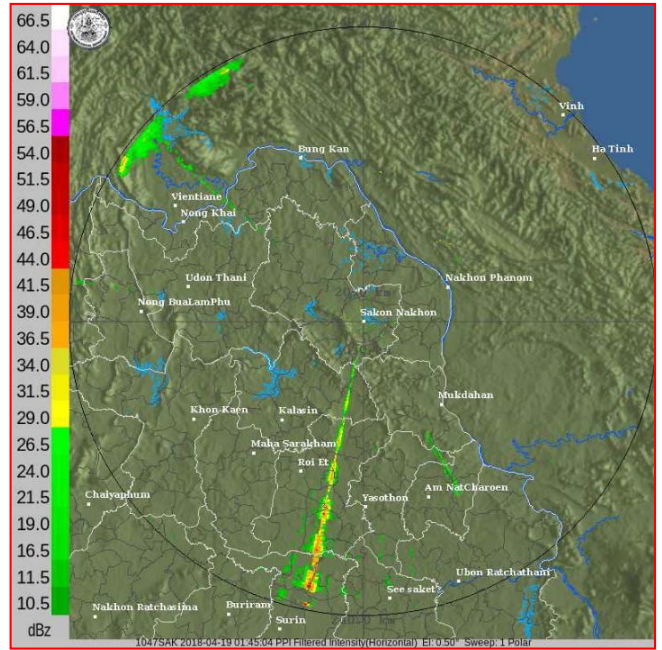 66.5
64.0
61.5
59.0
56.5
54.0
51.5
49.0
46.5
44.0
41.5
39.0
36.5
34.0
31.5
29.0
26.5
24.0
21.5
19.0
16.5
11.5
10.5
dBz
Vinh
Ha Tinh
Bung Kan
Vientiane
Nong Khai
Udon Thani
Nakhon Phanom
Nong BuaLamPhu
Sakon Nakhon
Mukdahan
Khon Kaen
Kalasin
Maha Sarakham
Roi Et
Chaiyaphum
Yasothon
Am NatCharoen
Ubon Ratchathani
See saket?
Nakhon Ratchasima
Buriram
Surin
1047SAK 2018-04-19 01:45:04 PPI Filtered Intensity(Horizontal) El: 0.50° Sweep: 1 Polar